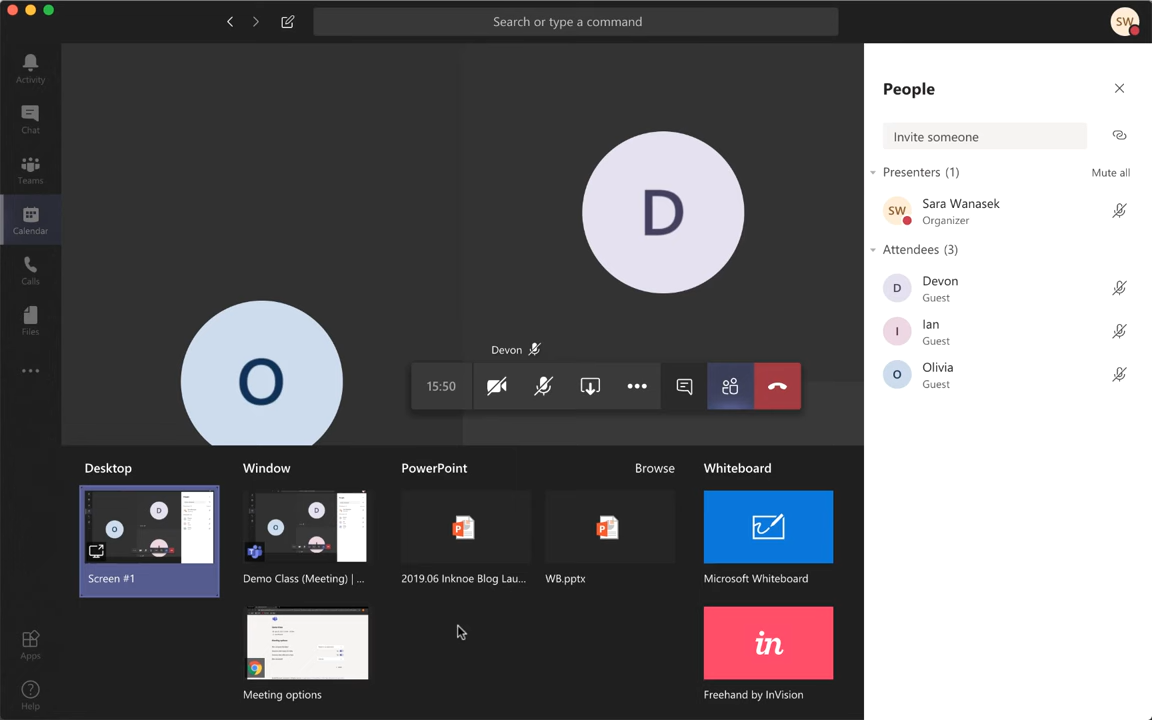 Search or type a command
SW
Activity
Chat
Teams
Calendar
Calls
Files
Apps
Help
D
O
Devon
15:50
People
Invite someone
Presenters (1)
Mute all
SW
Sara Wanasek
Organizer
Attendees (3)
D
Devon
Guest
I
Ian
Guest
O
Olivia
Guest
Desktop
Screen #1
Window
Demo Class (Meeting) | ...
Meeting options
PowerPoint
Browse
2019.06 Inknoe Blog Lau...
WB.pptx
Whiteboard
Microsoft Whiteboard
in
Freehand by InVision